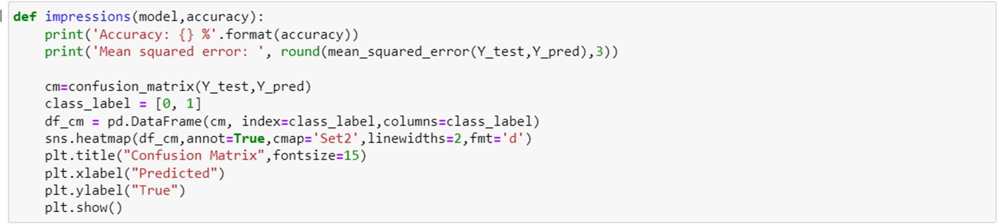 def impressions(model,accuracy):
    print('Accuracy: {} %'.format(accuracy))
    print('Mean squared error: ', round(mean_squared_error(Y_test,Y_pred),3))

    cm=confusion_matrix(Y_test,Y_pred)
    class_label = [0, 1]
    df_cm = pd.DataFrame(cm, index=class_label,columns=class_label)
    sns.heatmap(df_cm,annot=True,cmap='Set2',linewidths=2,fmt='d')
    plt.title("Confusion Matrix",fontsize=15)
    plt.xlabel("Predicted")
    plt.ylabel("True")
    plt.show()